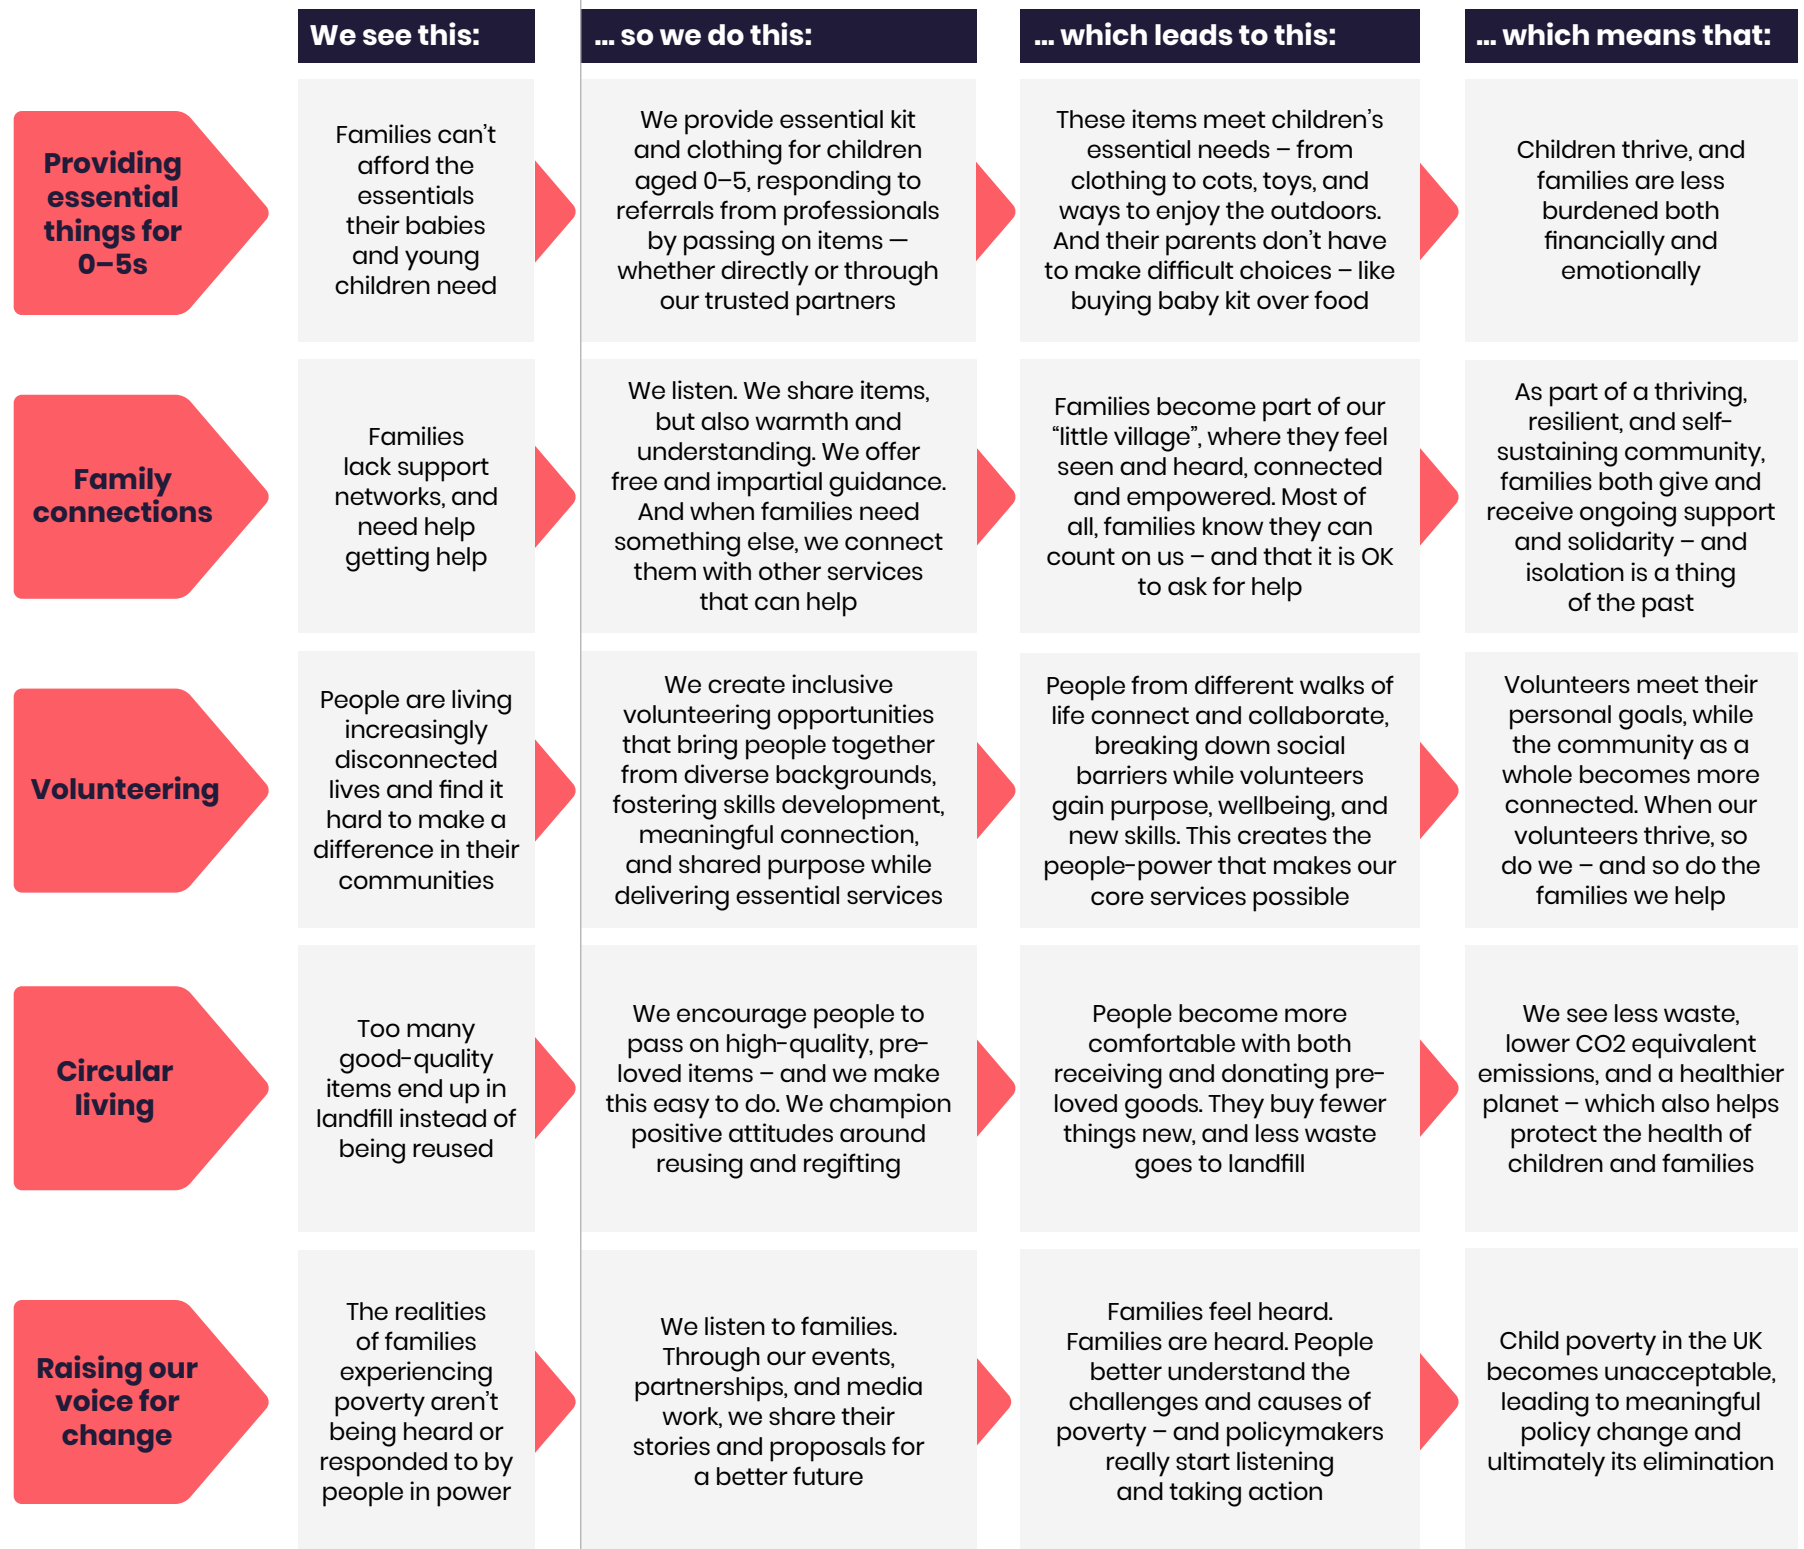 We see this:
... so we do this:
... which leads to this:
... which means that:
Providing
essential
things for
0–5s
Families can’t
afford the
essentials
their babies
and young
children need
We provide essential kit
and clothing for children
aged 0–5, responding to
referrals from professionals
by passing on items —
whether directly or through
our trusted partners
These items meet children’s
essential needs – from
clothing to cots, toys, and
ways to enjoy the outdoors.
And their parents don’t have
to make difficult choices – like
buying baby kit over food
Children thrive, and
families are less
burdened both
financially and
emotionally
Family
connections
Families
lack support
networks, and
need help
getting help
We listen. We share items,
but also warmth and
understanding. We offer
free and impartial guidance.
And when families need
something else, we connect
them with other services
that can help
Families become part of our
“little village”, where they feel
seen and heard, connected
and empowered. Most of
all, families know they can
count on us – and that it is OK
to ask for help
As part of a thriving,
resilient, and self-
sustaining community,
families both give and
receive ongoing support
and solidarity – and
isolation is a thing
of the past
Volunteering
People are living
increasingly
disconnected
lives and find it
hard to make a
difference in their
communities
We create inclusive
volunteering opportunities
that bring people together
from diverse backgrounds,
fostering skills development,
meaningful connection,
and shared purpose while
delivering essential services
People from different walks of
life connect and collaborate,
breaking down social
barriers while volunteers
gain purpose, wellbeing, and
new skills. This creates the
people-power that makes our
core services possible
Volunteers meet their
personal goals, while
the community as a
whole becomes more
connected. When our
volunteers thrive, so
do we – and so do the
families we help
Circular
living
Too many
good-quality
items end up in
landfill instead of
being reused
We encourage people to
pass on high-quality, pre-
loved items – and we make
this easy to do. We champion
positive attitudes around
reusing and regifting
People become more
comfortable with both
receiving and donating pre-
loved goods. They buy fewer
things new, and less waste
goes to landfill
We see less waste,
lower CO2 equivalent
emissions, and a healthier
planet – which also helps
protect the health of
children and families
Raising our
voice for
change
The realities
of families
experiencing
poverty aren’t
being heard or
responded to by
people in power
We listen to families.
Through our events,
partnerships, and media
work, we share their
stories and proposals for
a better future
Families feel heard.
Families are heard. People
better understand the
challenges and causes of
poverty – and policymakers
really start listening
and taking action
Child poverty in the UK
becomes unacceptable,
leading to meaningful
policy change and
ultimately its elimination